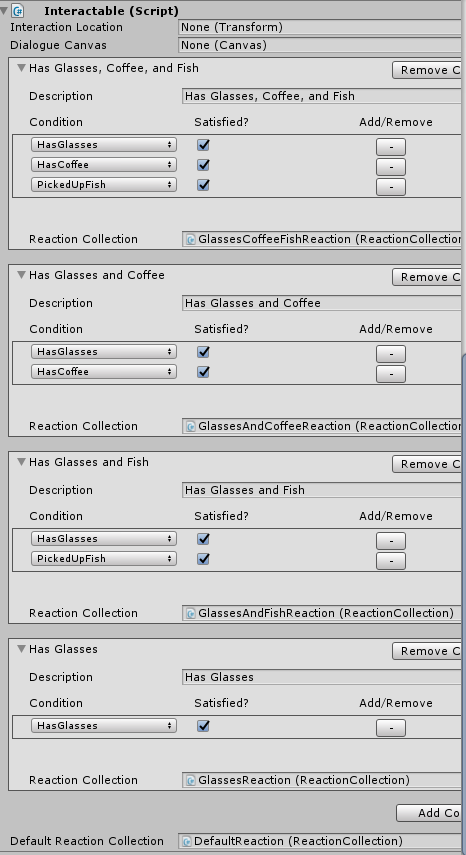 Interactable (Script)
Interaction Location None (Transform)
Dialogue Canvas None (Canvas)
Has Glasses, Coffee, and Fish Remove C
Description Has Glasses, Coffee, and Fish
Condition Satisfied? Add/Remove
HasGlasses -
HasCoffee -
PickedUpFish -
Reaction Collection GlassesCoffeeFishReaction (ReactionCollection
Has Glasses and Coffee Remove C
Description Has Glasses and Coffee
Condition Satisfied? Add/Remove
HasGlasses -
HasCoffee -
Reaction Collection GlassesAndCoffeeReaction (ReactionCollection
Has Glasses and Fish Remove C
Description Has Glasses and Fish
Condition Satisfied? Add/Remove
HasGlasses -
PickedUpFish -
Reaction Collection GlassesAndFishReaction (ReactionCollection)
Has Glasses Remove C
Description Has Glasses
Condition Satisfied? Add/Remove
HasGlasses -
Reaction Collection GlassesReaction (ReactionCollection)
Add Co
Default Reaction Collection DefaultReaction (ReactionCollection)